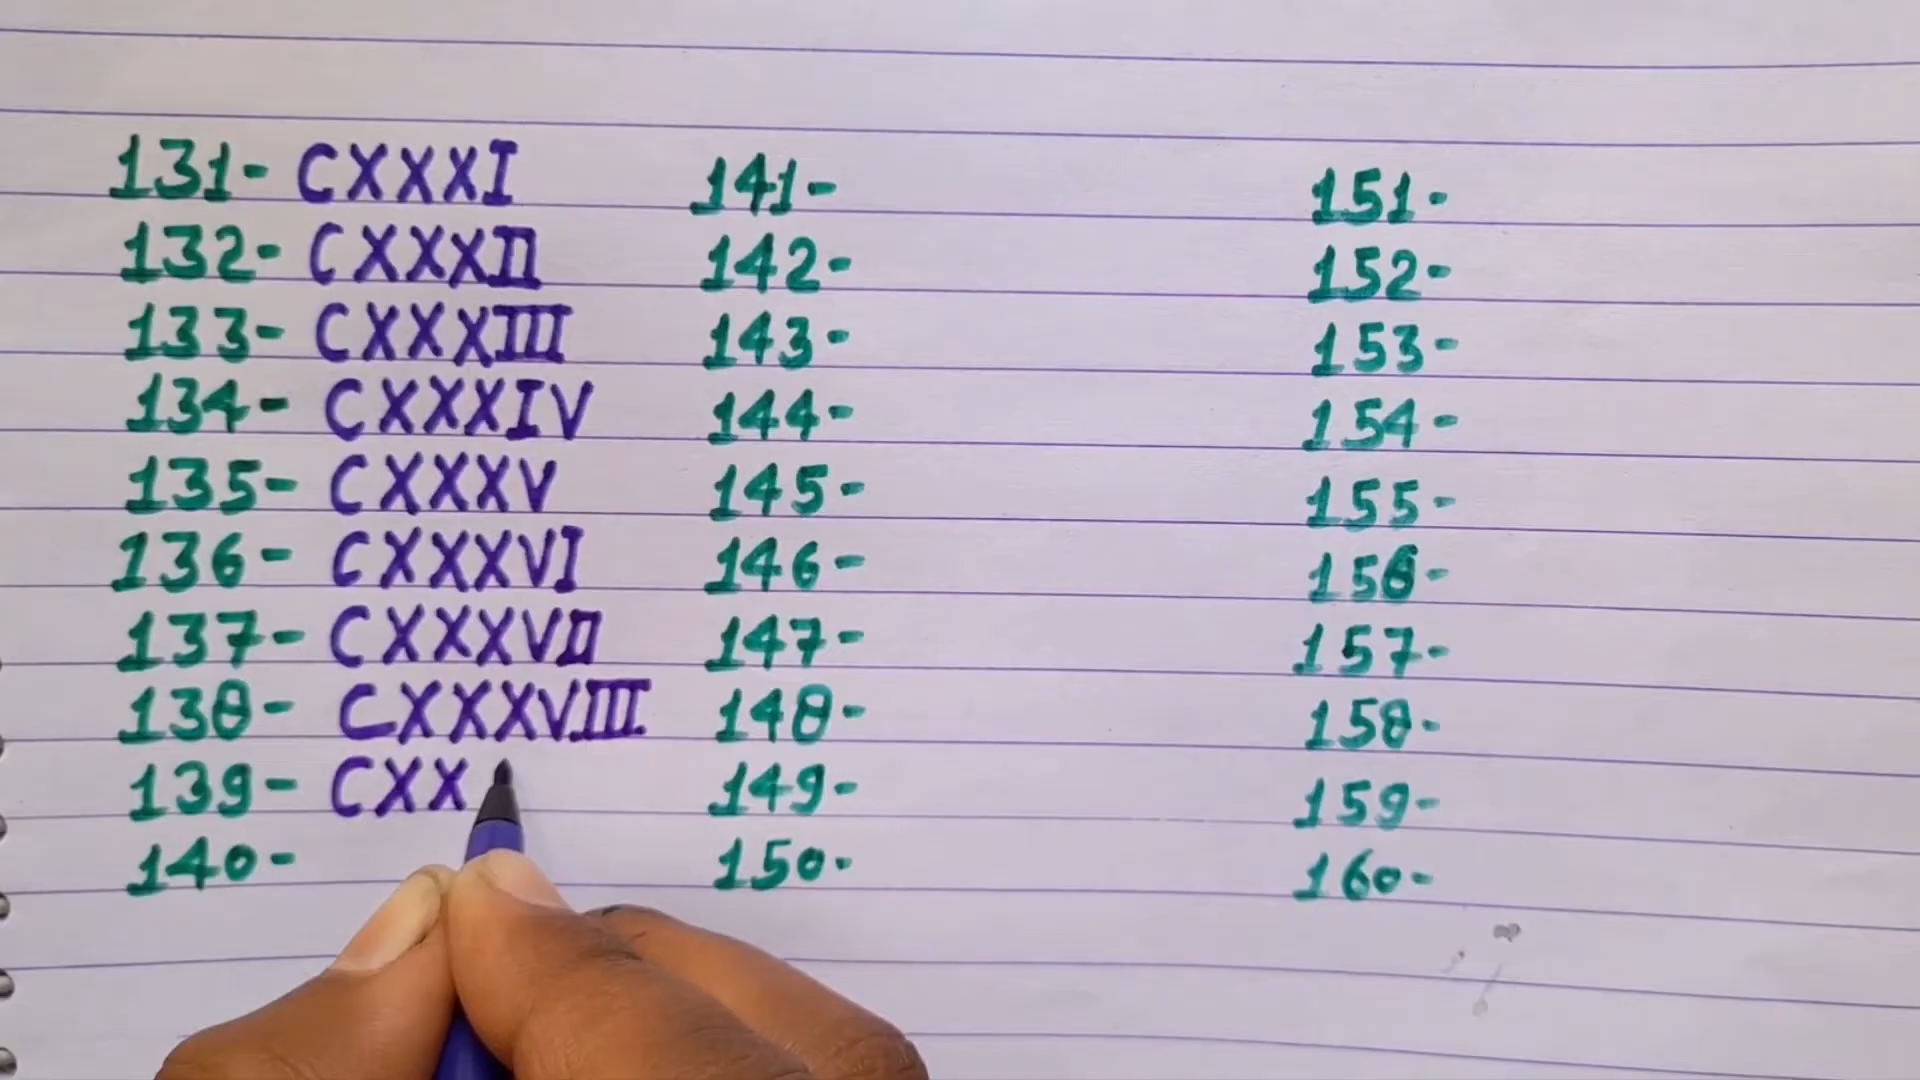 131- CXXXI 141- 151-
132- CXXXII 142- 152-
133- CXXXIII 143- 153-
134- CXXXIV 144- 154-
135- CXXXV 145- 155-
136- CXXXVI 146- 156-
137- CXXXVII 147- 157-
138- CXXXVIII 148- 158-
139- CXX 149- 159-
140- 150- 160-